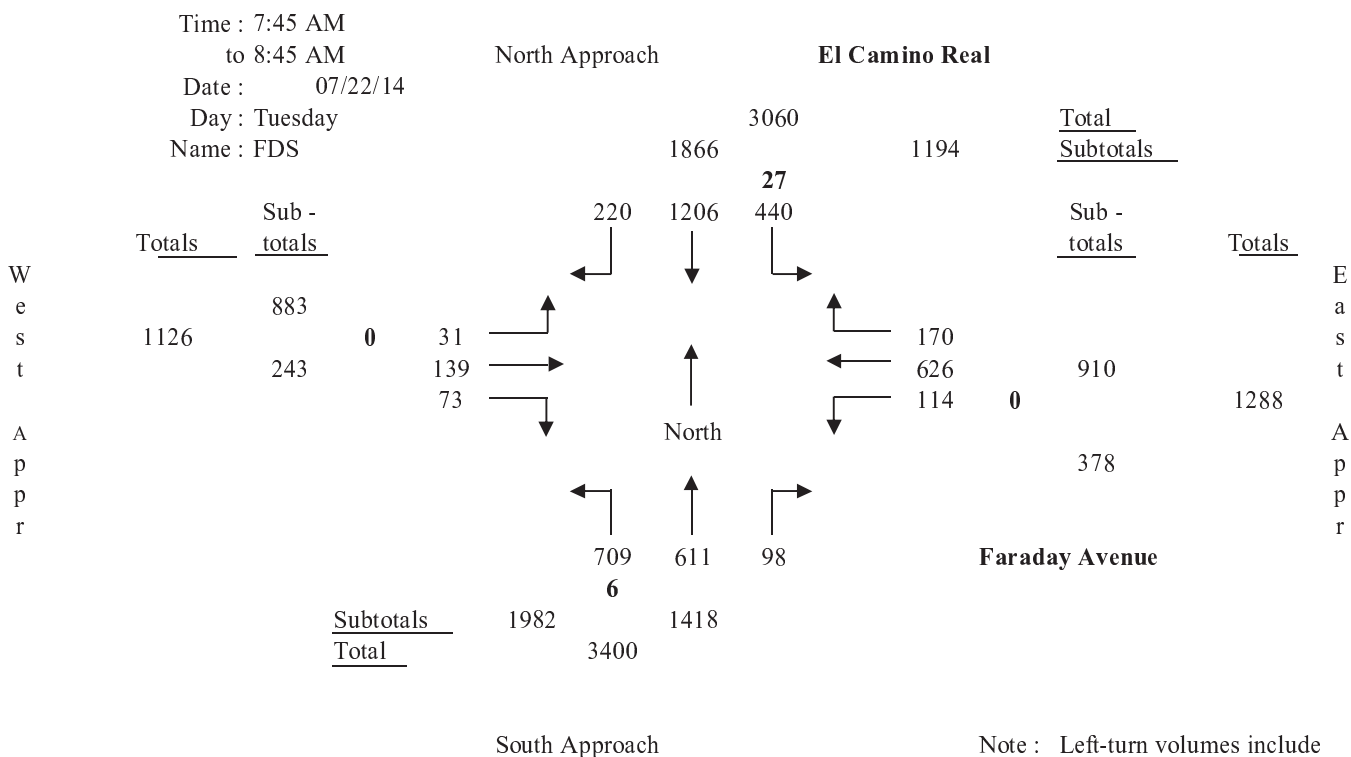 Time : 7:45 AM
to 8:45 AM North Approach El Camino Real
Date : 07/22/14
Day : Tuesday 3060 Total
Name : FDS 1866 1194 Subtotals
27
Sub - 220 1206 440 Sub -
Totals totals totals Totals
W E
e 883 a
s 1126 0 31 170 s
t 243 139 626 910 t
73 114 0 1288
A North A
p 378 p
p p
r r
709 611 98 Faraday Avenue
6
Subtotals 1982 1418
Total 3400
South Approach Note : Left-turn volumes include